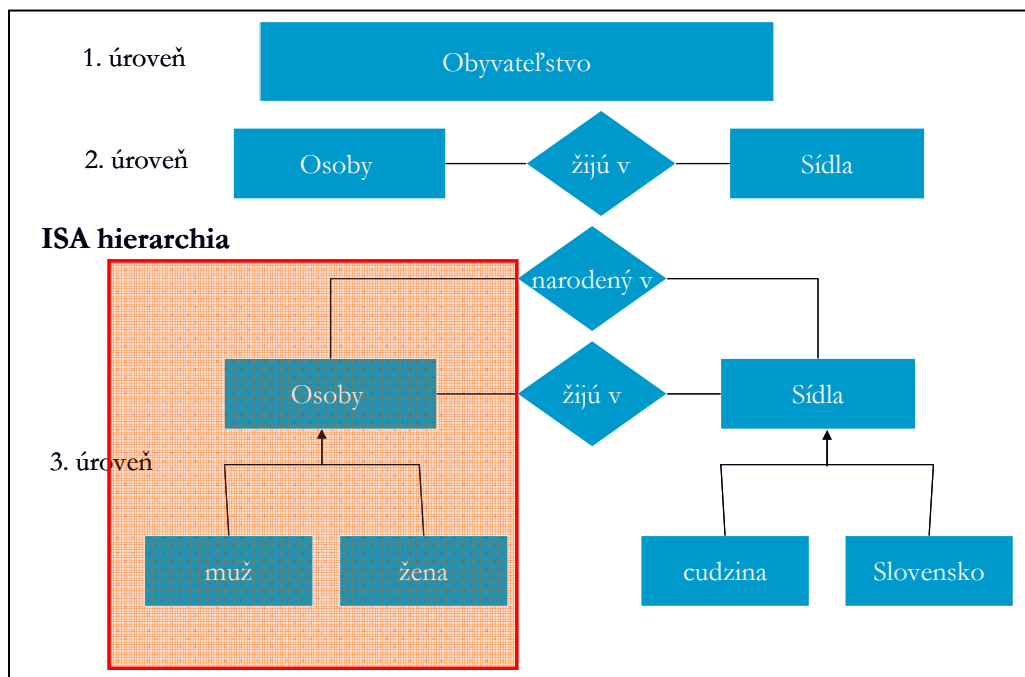 1. úroveň
Obyvateľstvo
2. úroveň
Osoby
žijú v
Sídla
ISA hierarchia
narodený v
Osoby
žijú v
Sídla
3. úroveň
muž
žena
cudzina
Slovensko